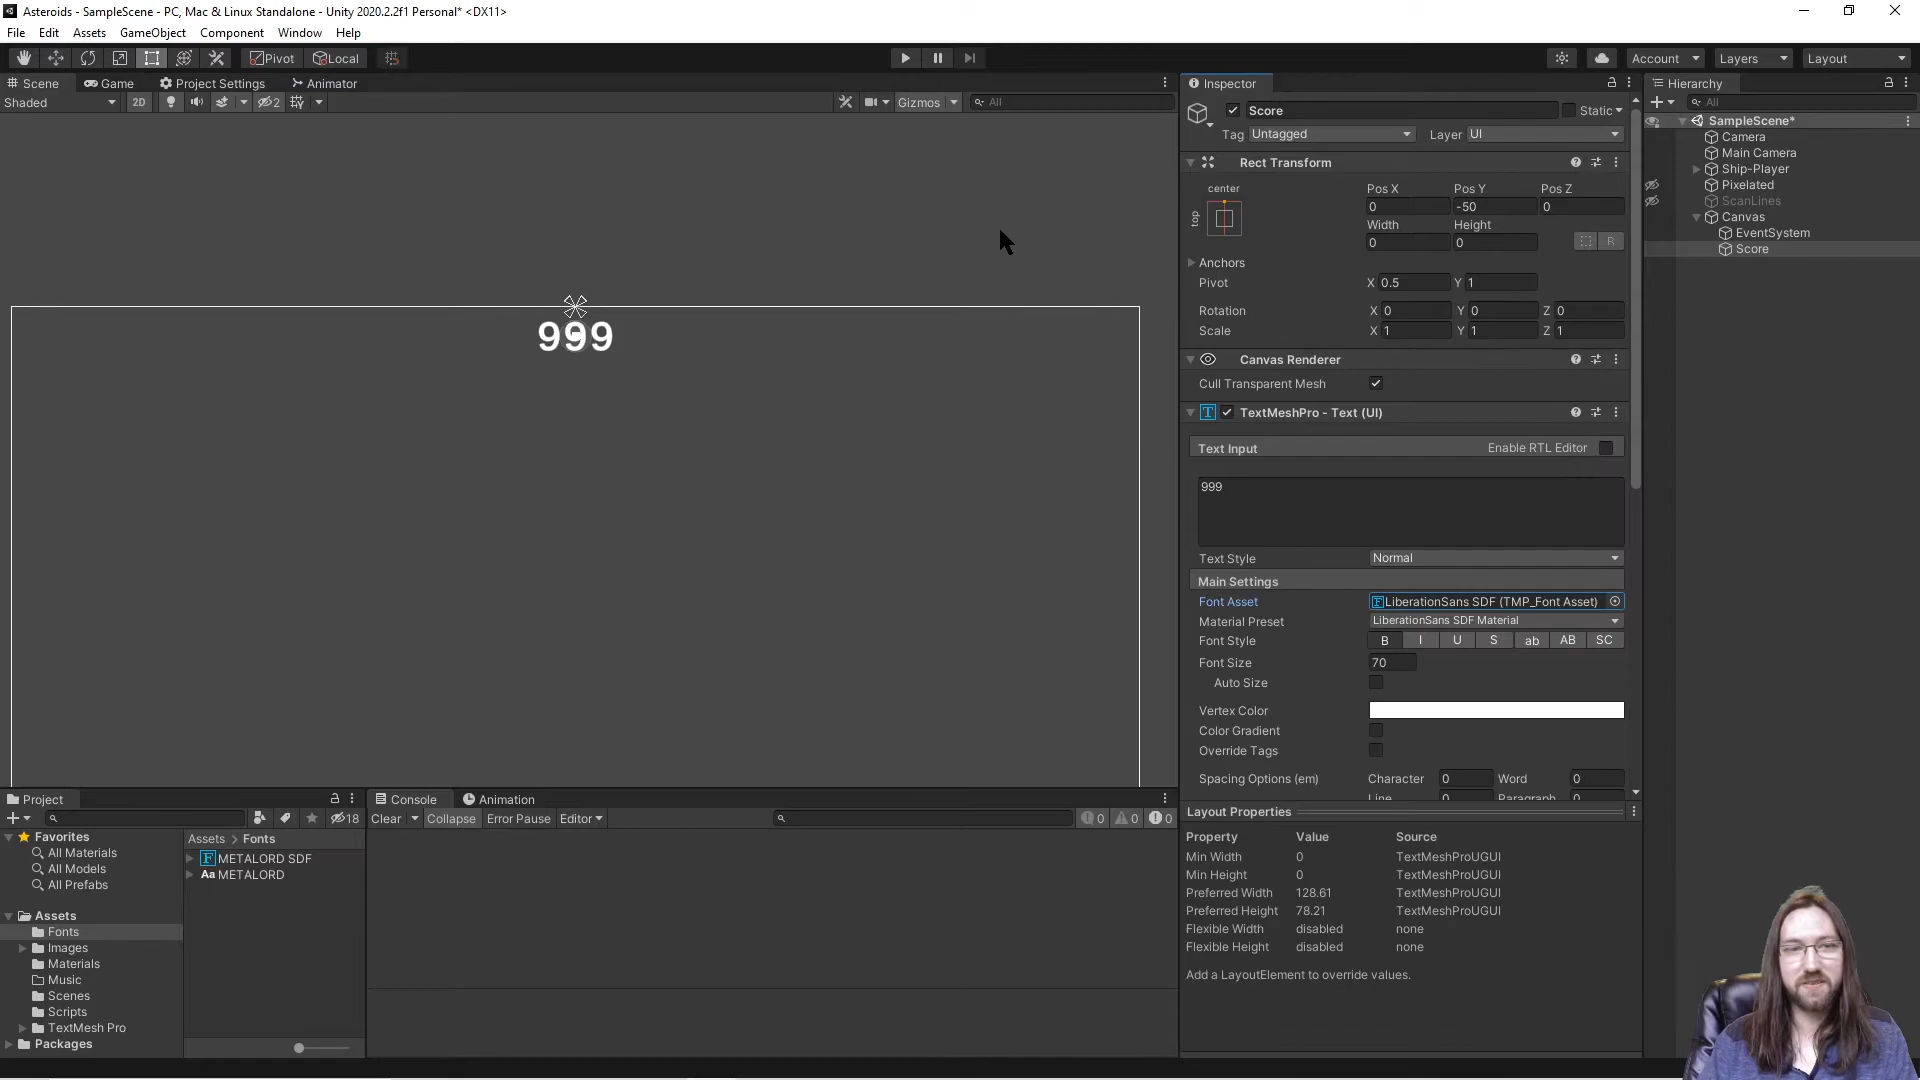 Asteroids - SampleScene - PC, Mac & Linux Standalone - Unity 2020.2.2f1 Personal* <DX11>
File Edit Assets GameObject Component Window Help
Pivot Local Account Layers Layout
Scene Game Project Settings Animator
Shaded 2D 2 Gizmos All
999
Inspector
Score Static
Tag Untagged Layer UI
Rect Transform
center Pos X Pos Y Pos Z
top 0 -50 0
Width Height
0 0 R
Anchors
Pivot X 0.5 Y 1
Rotation X 0 Y 0 Z 0
Scale X 1 Y 1 Z 1
Canvas Renderer
Cull Transparent Mesh
TextMeshPro - Text (UI)
Text Input Enable RTL Editor
999
Text Style Normal
Main Settings
Font Asset LiberationSans SDF (TMP_Font Asset)
Material Preset LiberationSans SDF Material
Font Style B I U S ab AB SC
Font Size 70
Auto Size
Vertex Color
Color Gradient
Override Tags
Spacing Options (em) Character 0 Word 0
Line 0 Paragraph 0
Layout Properties
Property Value Source
Min Width 0 TextMeshProUGUI
Min Height 0 TextMeshProUGUI
Preferred Width 128.61 TextMeshProUGUI
Preferred Height 78.21 TextMeshProUGUI
Flexible Width disabled none
Flexible Height disabled none
Add a LayoutElement to override values.
Hierarchy
All
SampleScene*
Camera
Main Camera
Ship-Player
Pixelated
ScanLines
Canvas
EventSystem
Score
Project
18
Favorites
All Materials
All Models
All Prefabs
Assets
Fonts
Images
Materials
Music
Scenes
Scripts
TextMesh Pro
Packages
Assets > Fonts
METALORD SDF
Aa METALORD
Console Animation
Clear Collapse Error Pause Editor 0 0 0